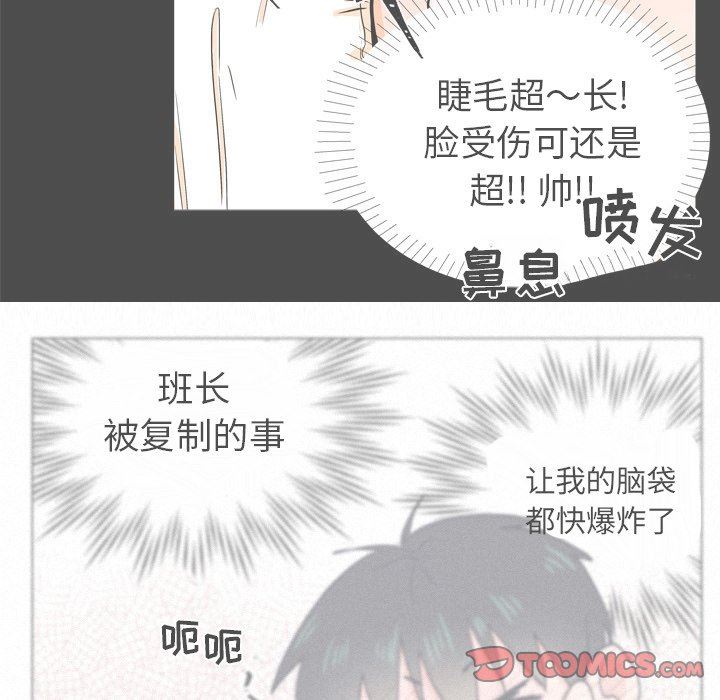 睫毛超～长!
脸受伤可还是
超!! 帅!!
喷发
鼻息
班长
被复制的事
让我的脑袋
都快爆炸了
呃呃
TOOMICS.COM